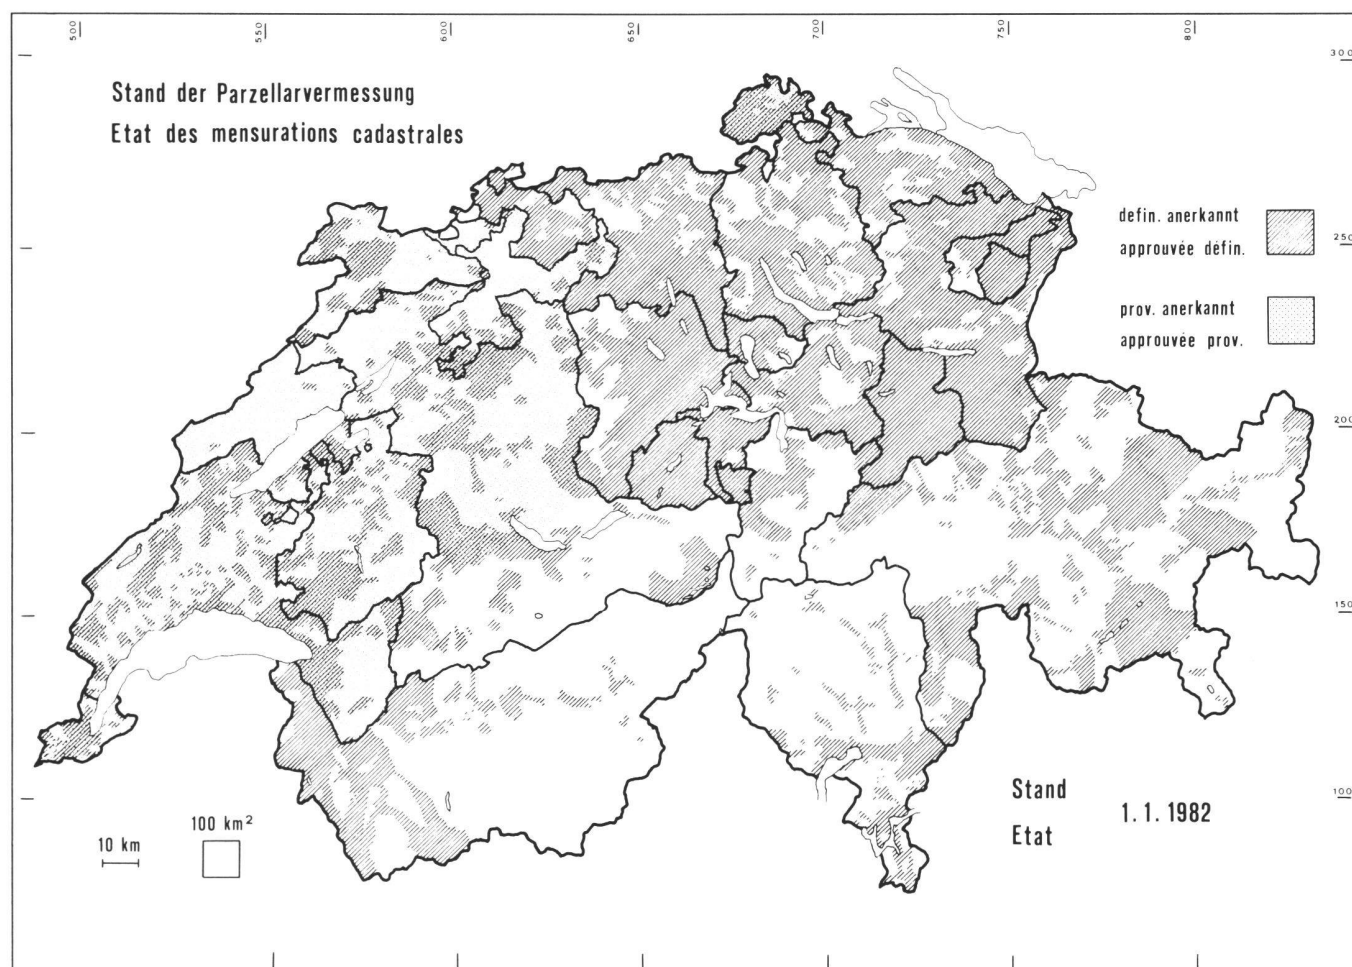 500
550
600
650
700
750
800
300
Stand der Parzellarvermessung
Etat des mensurations cadastrales
defin. anerkannt
approuvée défin.
250
prov. anerkannt
approuvée prov.
200
150
Stand
Etat
1.1.1982
100
100 km²
10 km